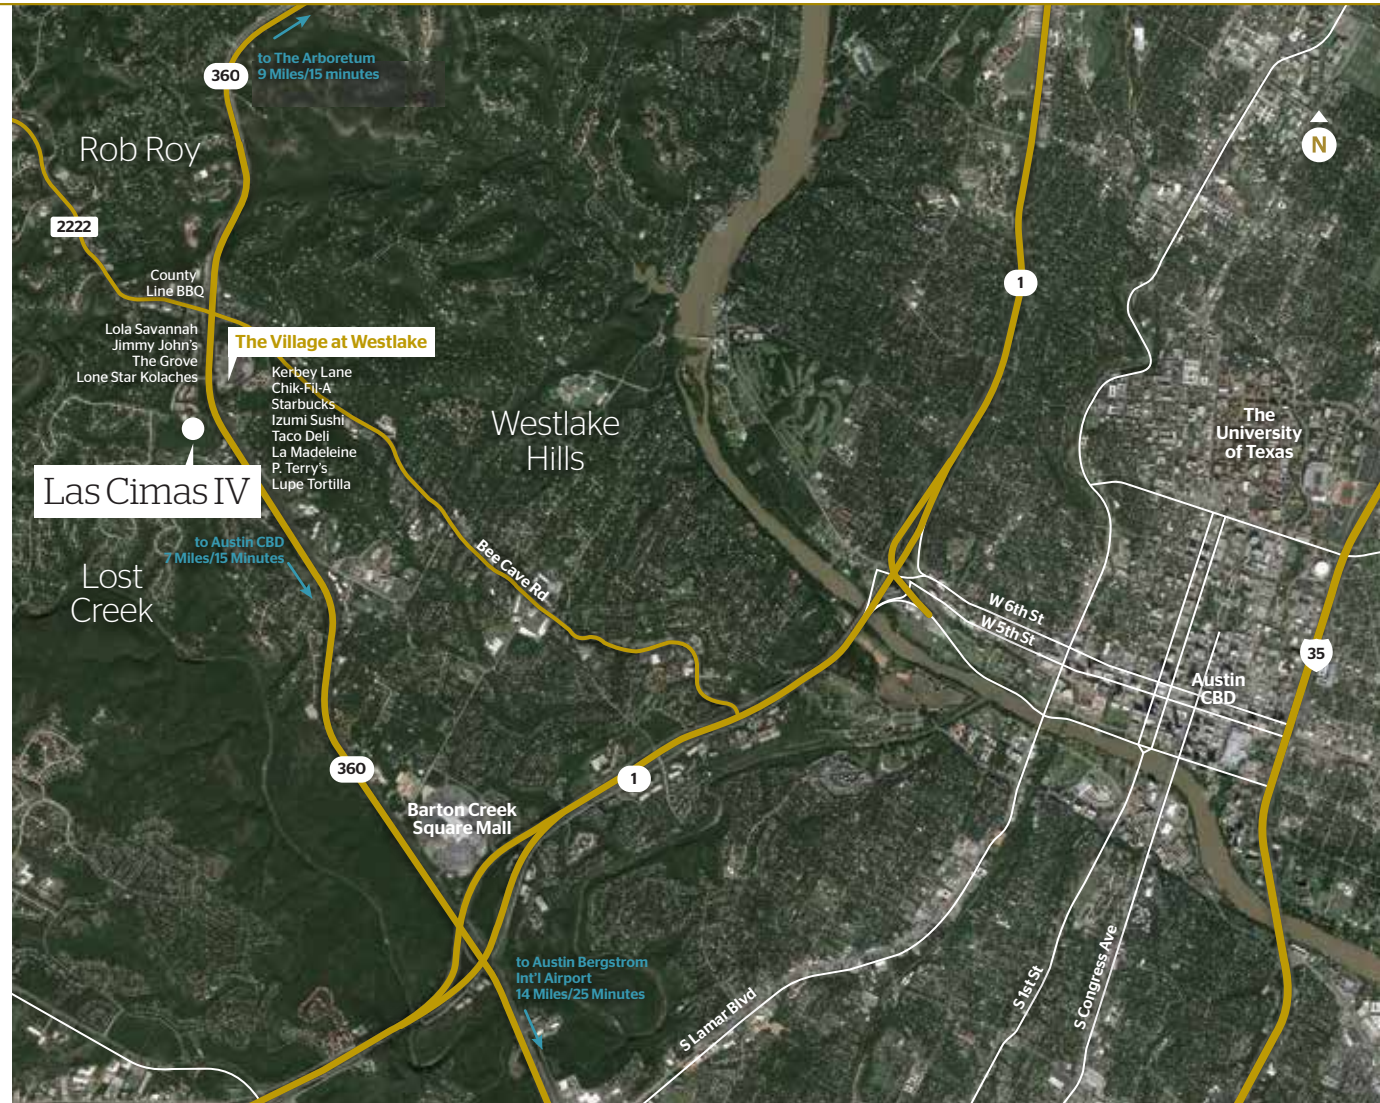 to The Arboretum
9 Miles/15 minutes
360
Rob Roy
N
2222
County
Line BBQ
1
Lola Savannah
Jimmy John's
The Grove
Lone Star Kolaches
The Village at Westlake
Kerbey Lane
Chik-Fil-A
Starbucks
Izumi Sushi
Taco Deli
La Madeleine
P. Terry's
Lupe Tortilla
Westlake
Hills
The
University
of Texas
Las Cimas IV
to Austin CBD
7 Miles/15 Minutes
Lost
Creek
Bee Cave Rd
W 6th St
W 5th St
35
Austin
CBD
360
1
Barton Creek
Square Mall
to Austin Bergstrom
Int'l Airport
14 Miles/25 Minutes
S Lamar Blvd
S 1st St
S Congress Ave